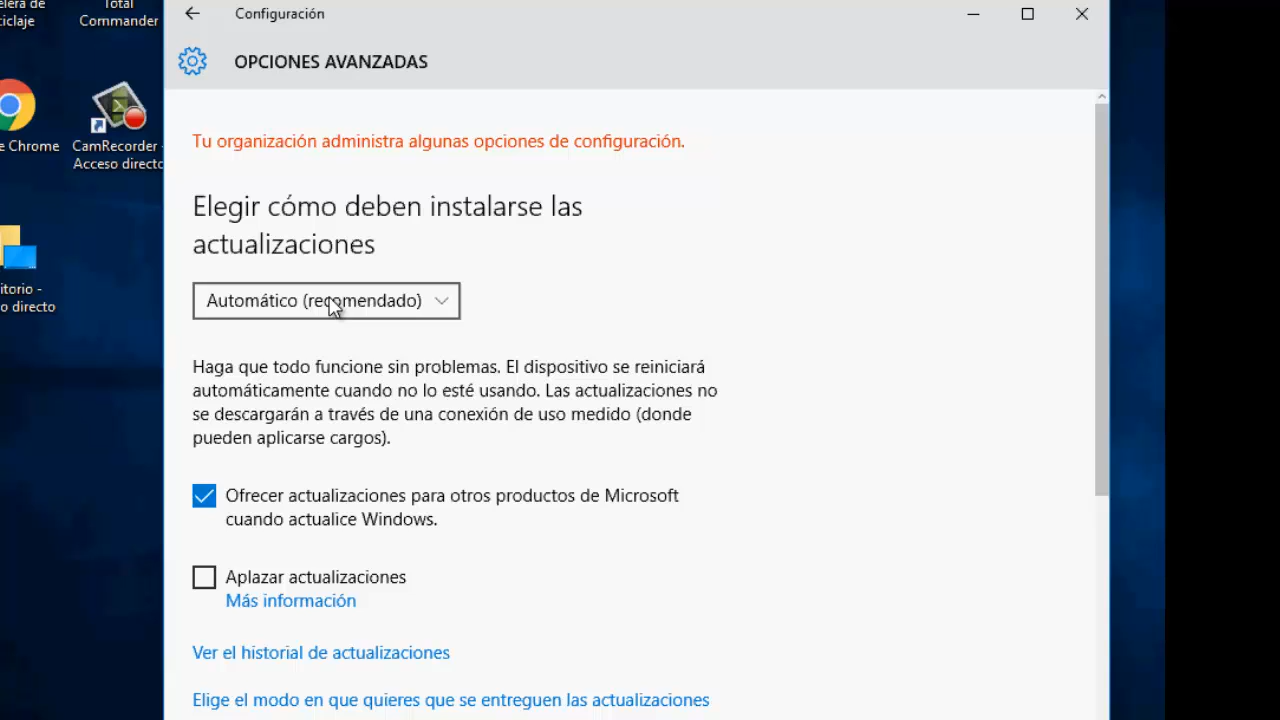 elera de
ciclaje
Total
Commander
Configuración
OPCIONES AVANZADAS
e Chrome
CamRecorder -
Acceso directo
itorio -
o directo
Tu organización administra algunas opciones de configuración.
Elegir cómo deben instalarse las
actualizaciones
Automático (recomendado)
Haga que todo funcione sin problemas. El dispositivo se reiniciará
automáticamente cuando no lo esté usando. Las actualizaciones no
se descargarán a través de una conexión de uso medido (donde
pueden aplicarse cargos).
Ofrecer actualizaciones para otros productos de Microsoft
cuando actualice Windows.
Aplazar actualizaciones
Más información
Ver el historial de actualizaciones
Elige el modo en que quieres que se entreguen las actualizaciones